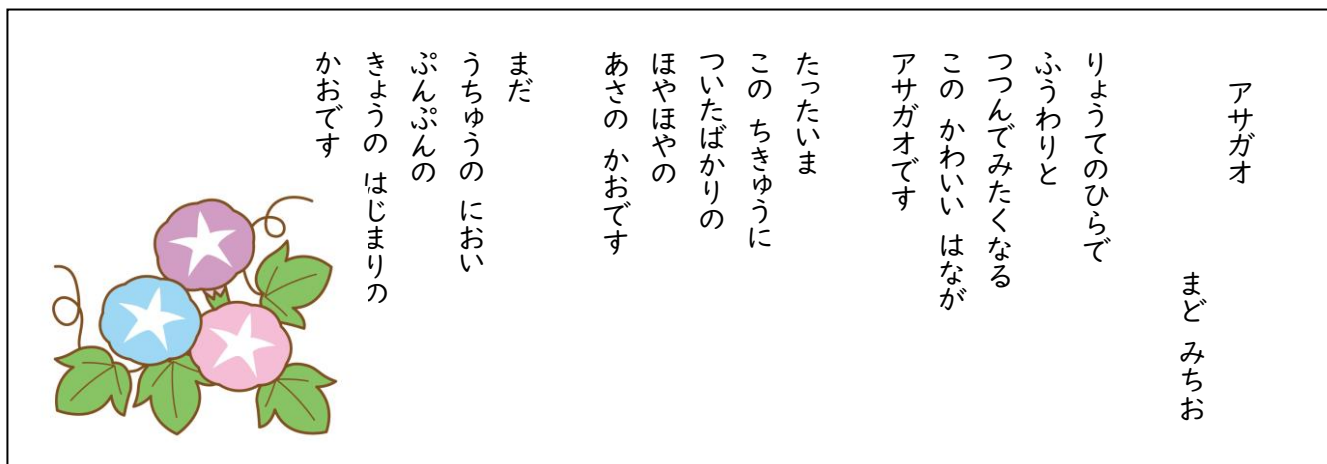 アサガオ
まど みちお
りょうてのひらで
ふうわりと
つつんでみたくなる
この かわいい はなが
アサガオです
たったいま
この ちきゅうに
ついたばかりの
ほやほやの
あさの かおです
まだ
うちゅうの におい
ぷんぷんの
きょうの はじまりの
かおです